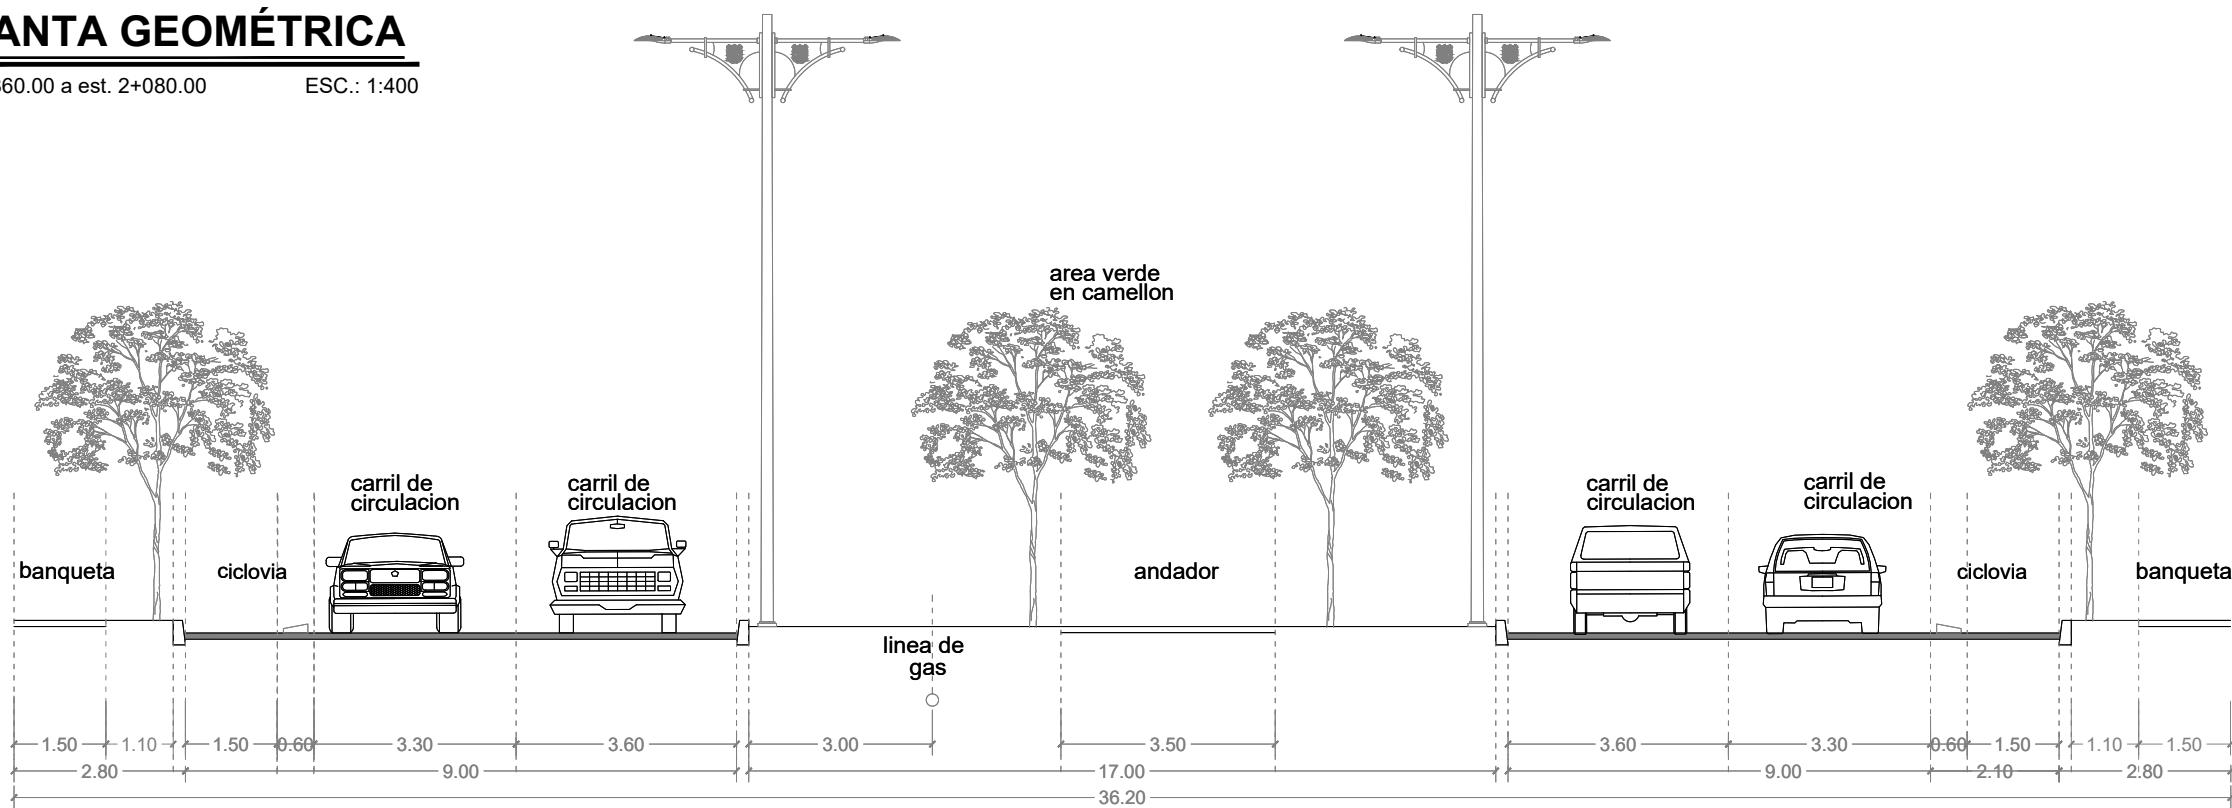 ANTA GEOMÉTRICA
60.00 a est. 2+080.00 ESC.: 1:400
area verde
en camellon
carril de
circulacion
carril de
circulacion
carril de
circulacion
carril de
circulacion
banqueta
ciclovia
andador
ciclovia
banqueta
linea de
gas
1.50 1.10 1.50 0.60 3.30 3.60 3.00 3.50 3.60 3.30 0.60 1.50 1.10 1.50
2.80 9.00 17.00 9.00 2.10 2.80
36.20